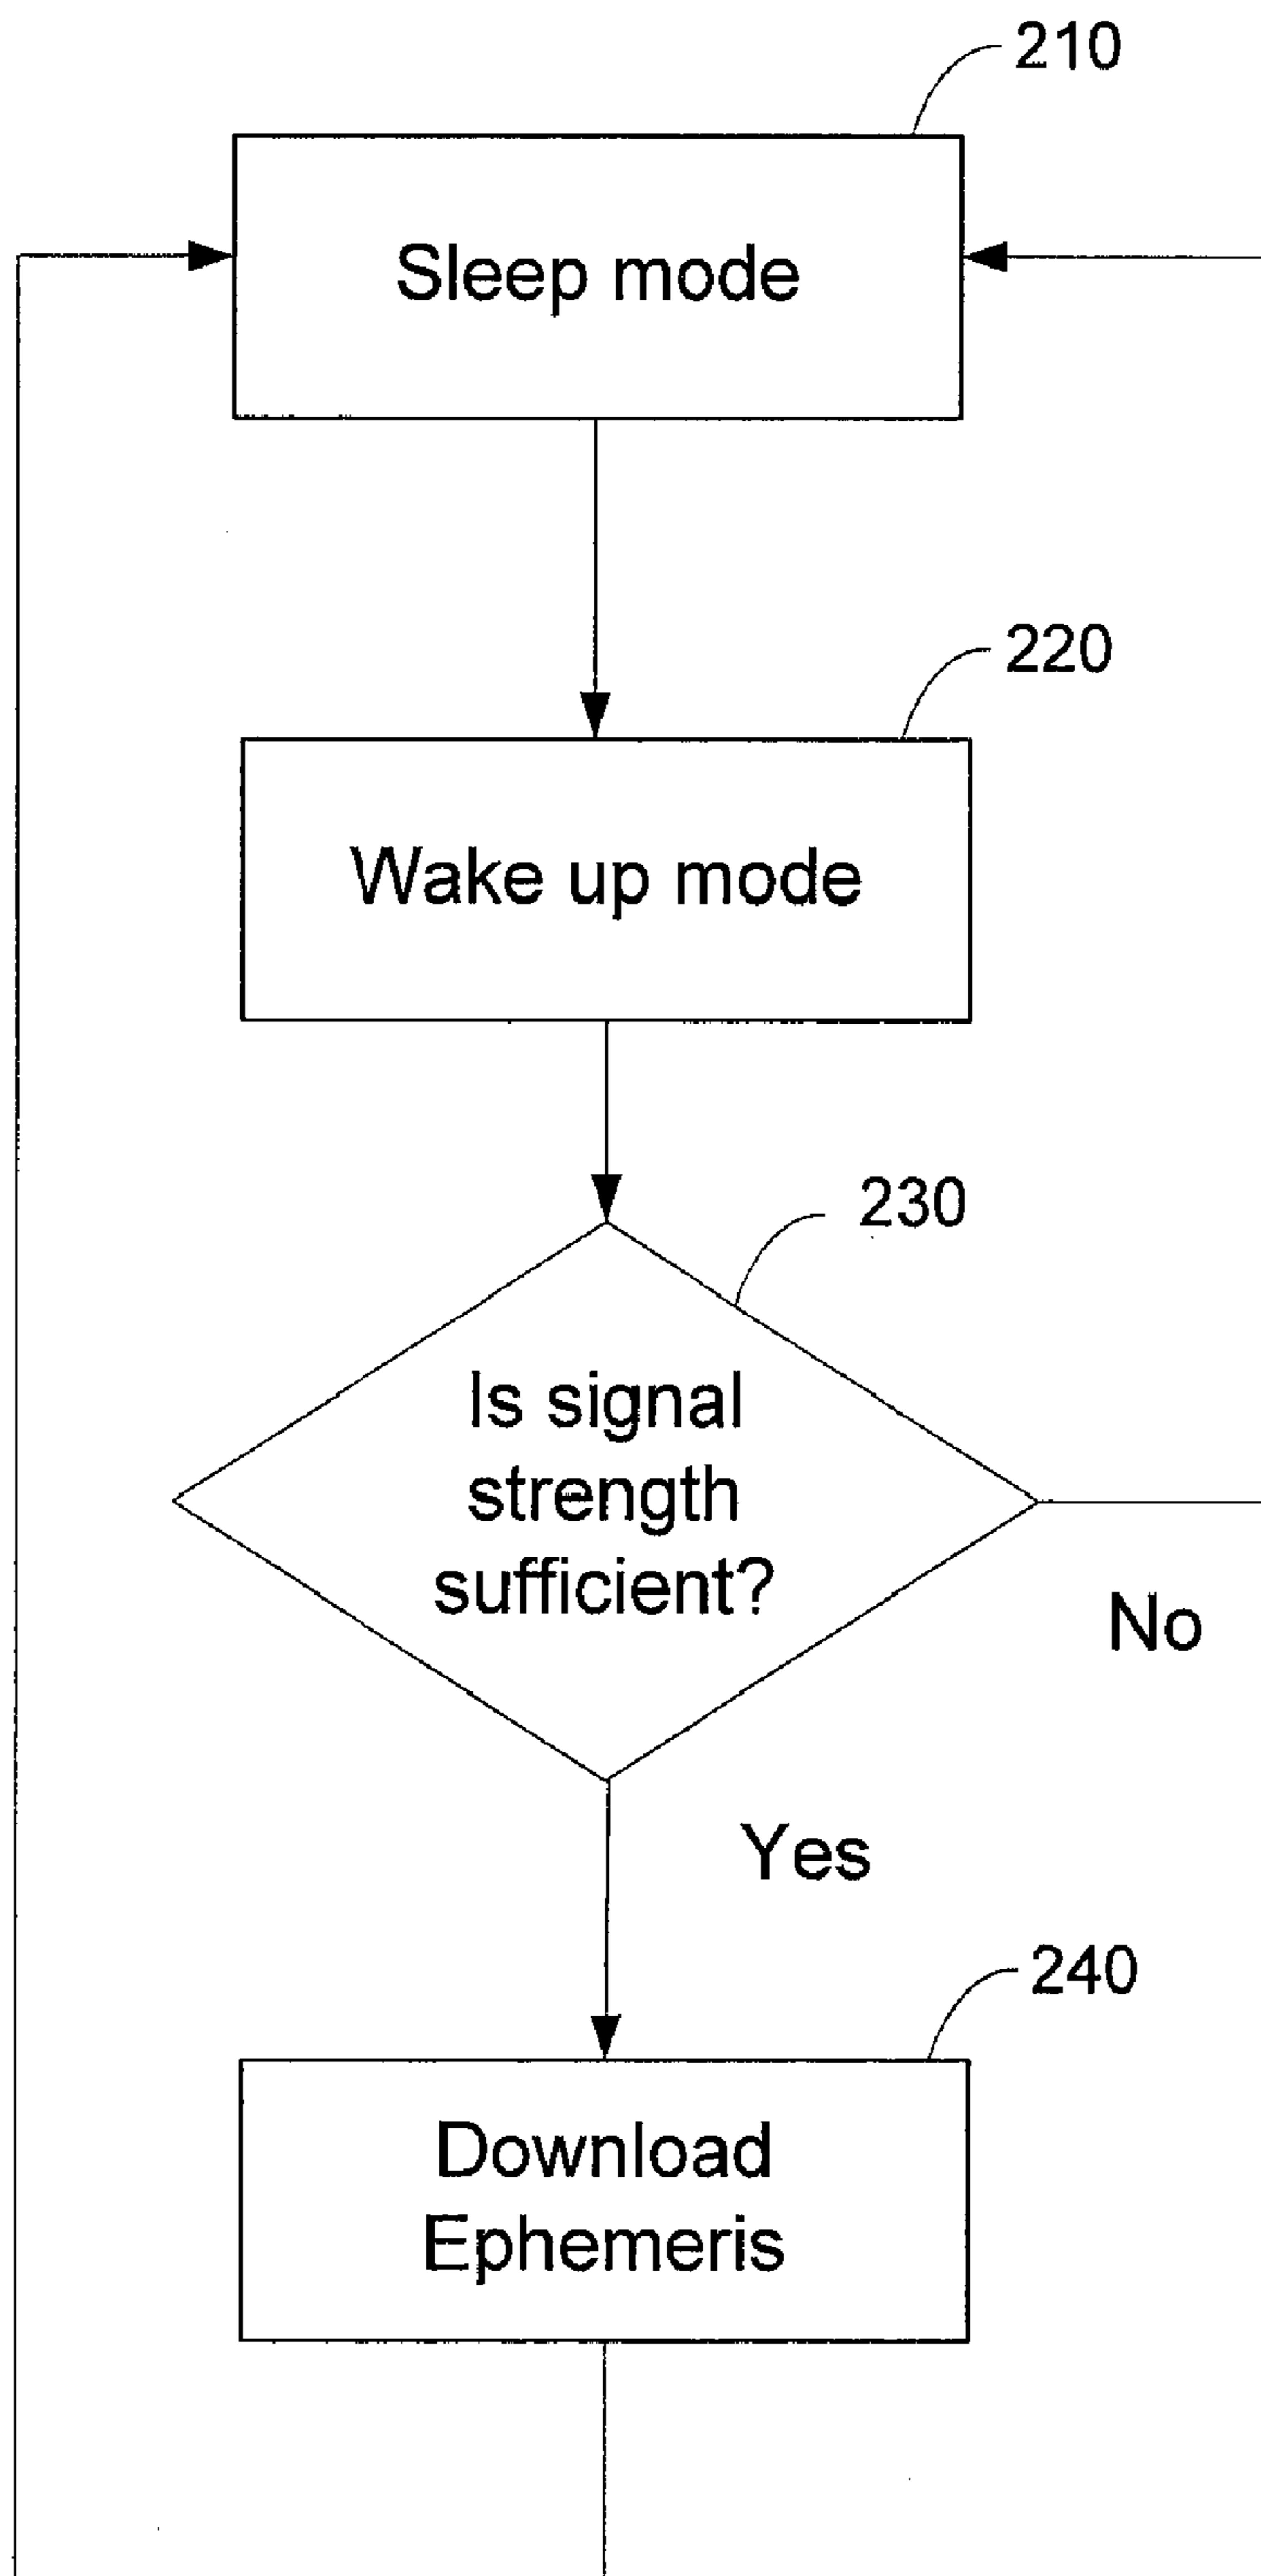 210
Sleep mode
220
Wake up mode
230
Is signal
strength
sufficient?
No
Yes
240
Download
Ephemeris